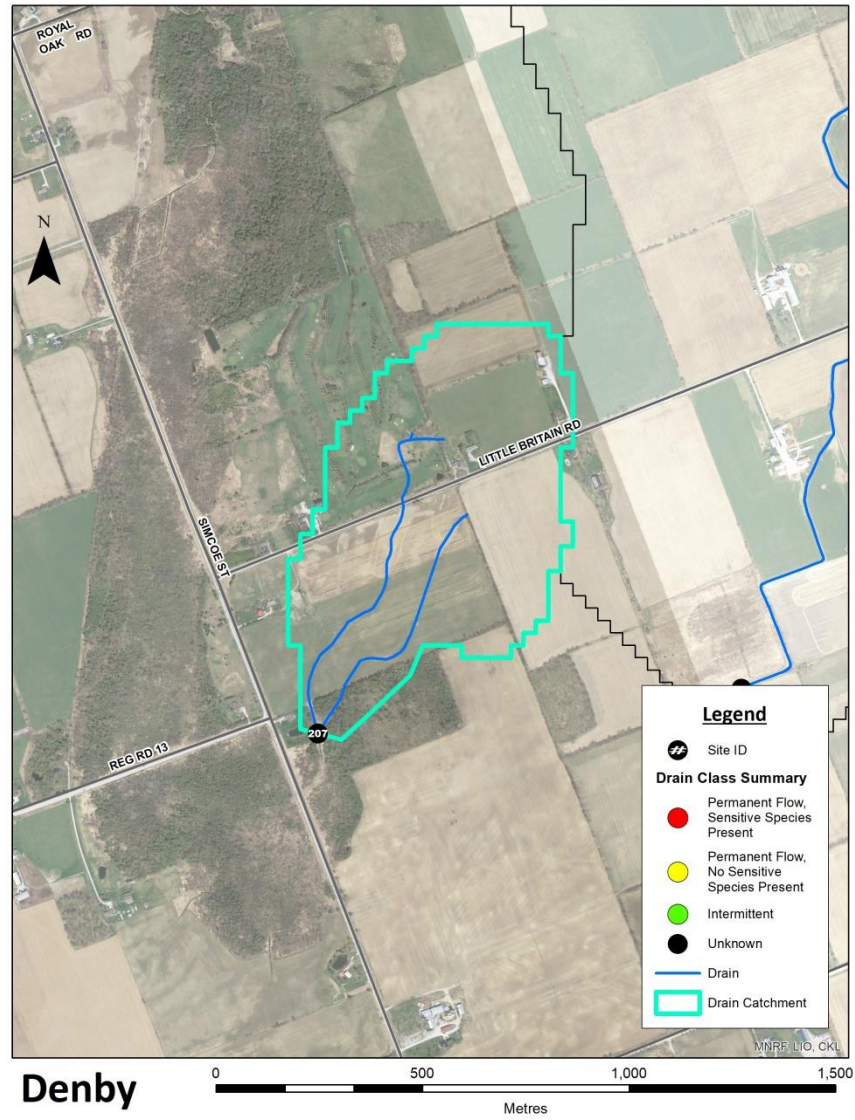 ROYAL
OAK RD
N
LITTLE BRITAIN RD
SIMCOE ST
207
REG RD 13
Legend
# Site ID
Drain Class Summary
Permanent Flow,
Sensitive Species
Present
Permanent Flow,
No Sensitive
Species Present
Intermittent
Unknown
Drain
Drain Catchment
MNRF, LIO, CKL
Denby
0 500 1,000 1,500
Metres